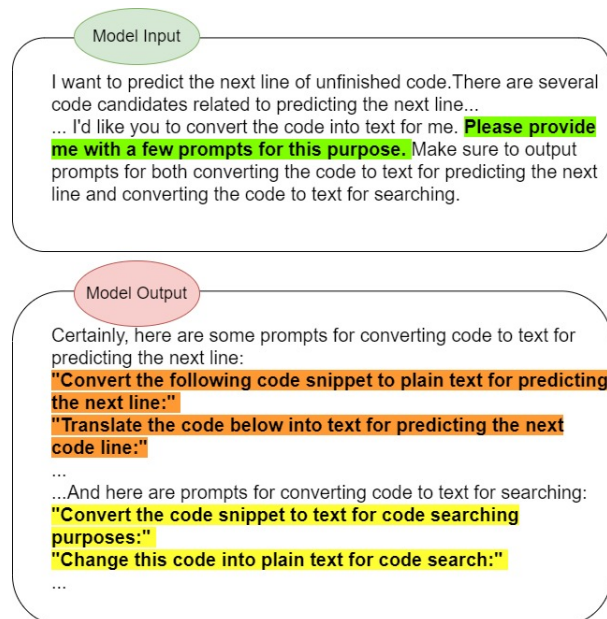 Model Input
I want to predict the next line of unfinished code.There are several
code candidates related to predicting the next line...
... I'd like you to convert the code into text for me. Please provide
me with a few prompts for this purpose. Make sure to output
prompts for both converting the code to text for predicting the next
line and converting the code to text for searching.
Model Output
Certainly, here are some prompts for converting code to text for
predicting the next line:
"Convert the following code snippet to plain text for predicting
the next line:"
"Translate the code below into text for predicting the next
code line:"
...
...And here are prompts for converting code to text for searching:
"Convert the code snippet to text for code searching
purposes:"
"Change this code into plain text for code search:"
...